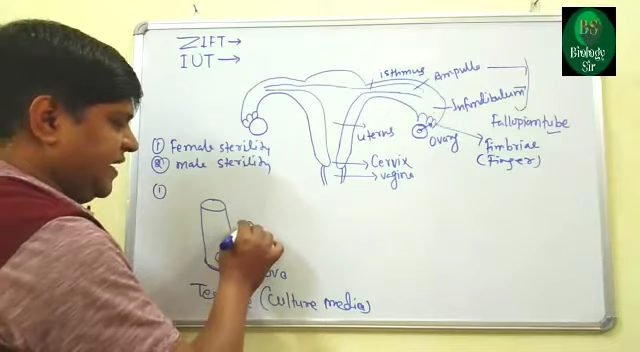 ZIFT→
IUT→
BS
Biology
Sir
isthmus
Ampulla
Infundibulum
Fallopian tube
uterus
Ovary
Fimbriae
(Finger)
Cervix
vagina
① Female sterility
② male sterility
①
ova
(Culture media)